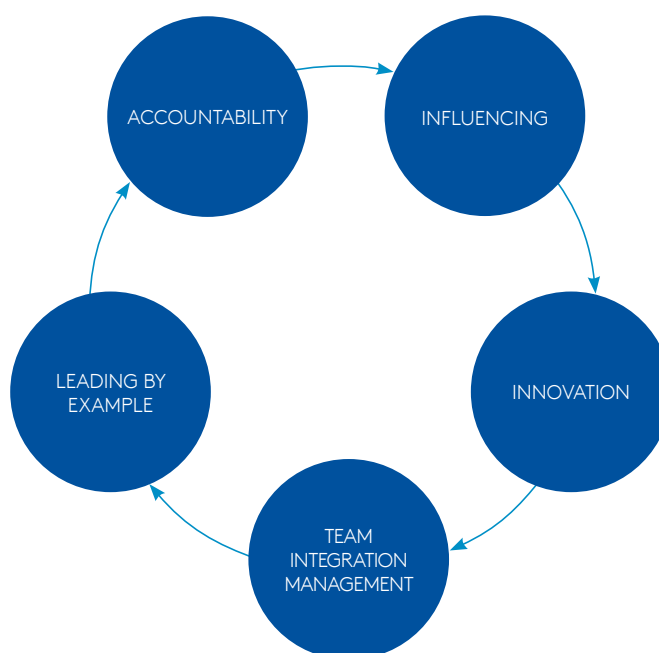 ACCOUNTABILITY
INFLUENCING
LEADING BY
EXAMPLE
INNOVATION
TEAM
INTEGRATION
MANAGEMENT